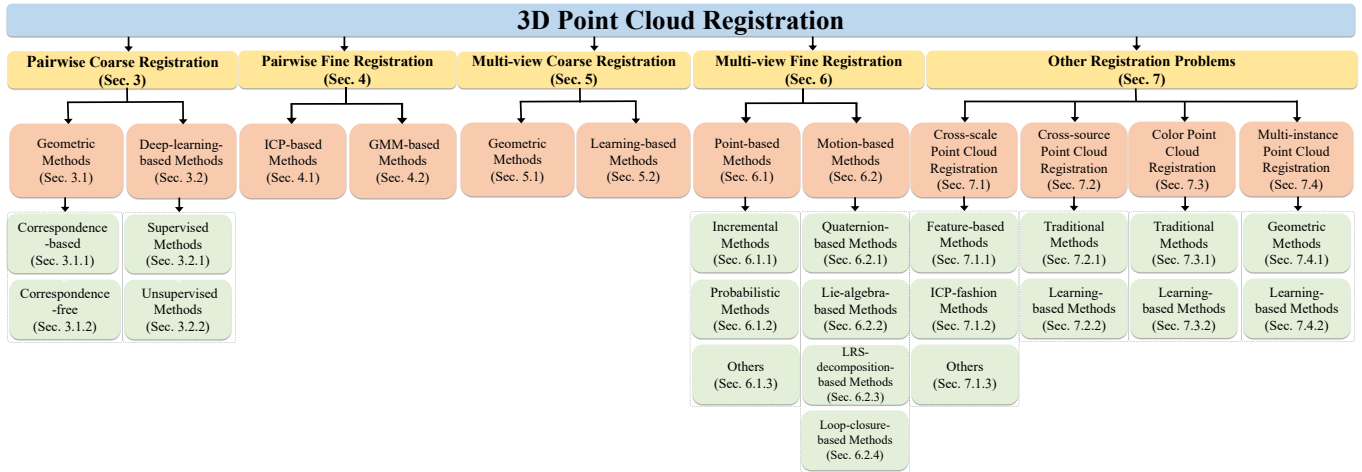 3D Point Cloud Registration
Pairwise Coarse Registration
(Sec. 3)
Pairwise Fine Registration
(Sec. 4)
Multi-view Coarse Registration
(Sec. 5)
Multi-view Fine Registration
(Sec. 6)
Other Registration Problems
(Sec. 7)
Geometric
Methods
(Sec. 3.1)
Deep-learning-
based Methods
(Sec. 3.2)
ICP-based
Methods
(Sec. 4.1)
GMM-based
Methods
(Sec. 4.2)
Geometric
Methods
(Sec. 5.1)
Learning-based
Methods
(Sec. 5.2)
Point-based
Methods
(Sec. 6.1)
Motion-based
Methods
(Sec. 6.2)
Cross-scale
Point Cloud
Registration
(Sec. 7.1)
Cross-source
Point Cloud
Registration
(Sec. 7.2)
Color Point
Cloud
Registration
(Sec. 7.3)
Multi-instance
Point Cloud
Registration
(Sec. 7.4)
Correspondence
-based
(Sec. 3.1.1)
Supervised
Methods
(Sec. 3.2.1)
Incremental
Methods
(Sec. 6.1.1)
Quaternion-
based Methods
(Sec. 6.2.1)
Feature-based
Methods
(Sec. 7.1.1)
Traditional
Methods
(Sec. 7.2.1)
Traditional
Methods
(Sec. 7.3.1)
Geometric
Methods
(Sec. 7.4.1)
Correspondence
-free
(Sec. 3.1.2)
Unsupervised
Methods
(Sec. 3.2.2)
Probabilistic
Methods
(Sec. 6.1.2)
Lie-algebra-
based Methods
(Sec. 6.2.2)
ICP-fashion
Methods
(Sec. 7.1.2)
Learning-
based Methods
(Sec. 7.2.2)
Learning-
based Methods
(Sec. 7.3.2)
Learning-
based Methods
(Sec. 7.4.2)
Others
(Sec. 6.1.3)
LRS-
decomposition-
based Methods
(Sec. 6.2.3)
Others
(Sec. 7.1.3)
Loop-closure-
based Methods
(Sec. 6.2.4)